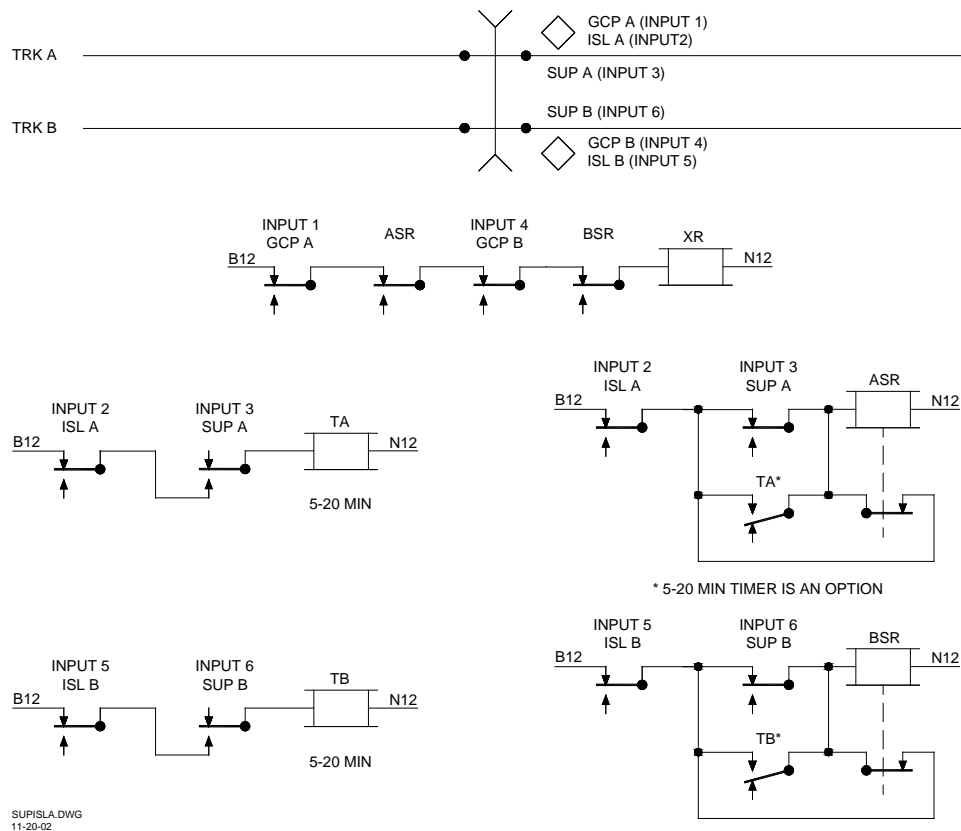 GCP A (INPUT 1)
ISL A (INPUT2)
TRK A
SUP A (INPUT 3)
SUP B (INPUT 6)
TRK B
GCP B (INPUT 4)
ISL B (INPUT 5)
INPUT 1
GCP A
ASR
INPUT 4
GCP B
BSR
XR
B12
N12
INPUT 2
ISL A
INPUT 3
SUP A
TA
B12
N12
5-20 MIN
INPUT 2
ISL A
INPUT 3
SUP A
ASR
B12
N12
TA*
* 5-20 MIN TIMER IS AN OPTION
INPUT 5
ISL B
INPUT 6
SUP B
TB
B12
N12
5-20 MIN
INPUT 5
ISL B
INPUT 6
SUP B
BSR
B12
N12
TB*
SUPISLA.DWG
11-20-02